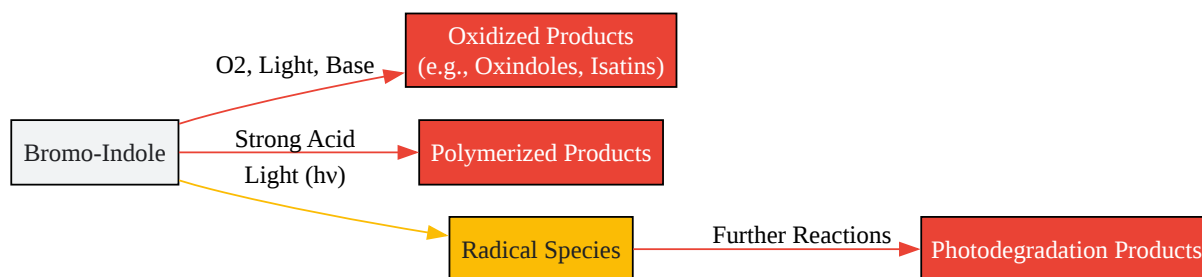 Oxidized Products
(e.g., Oxindoles, Isatins)
O2, Light, Base
Bromo-Indole
Strong Acid
Polymerized Products
Light (hν)
Radical Species
Further Reactions
Photodegradation Products